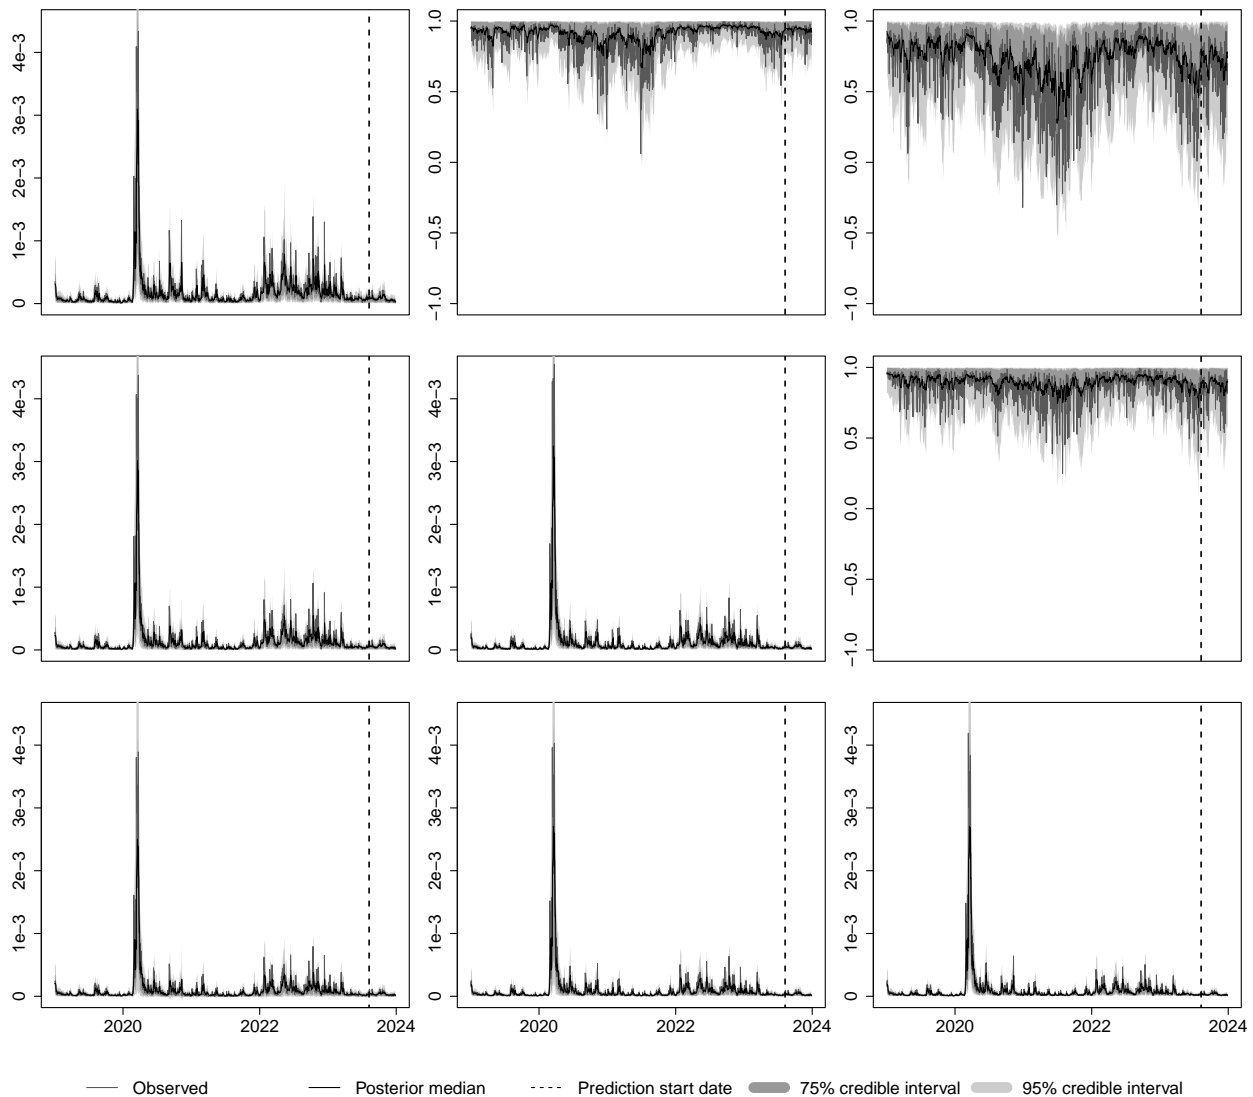 4e−3
3e−3
2e−3
1e−3
0
1.0
0.5
0.0
−0.5
−1.0
1.0
0.5
0.0
−0.5
−1.0
4e−3
3e−3
2e−3
1e−3
0
4e−3
3e−3
2e−3
1e−3
0
1.0
0.5
0.0
−0.5
−1.0
4e−3
3e−3
2e−3
1e−3
0
4e−3
3e−3
2e−3
1e−3
0
4e−3
3e−3
2e−3
1e−3
0
2020 2022 2024 2020 2022 2024 2020 2022 2024
Observed Posterior median Prediction start date 75% credible interval 95% credible interval